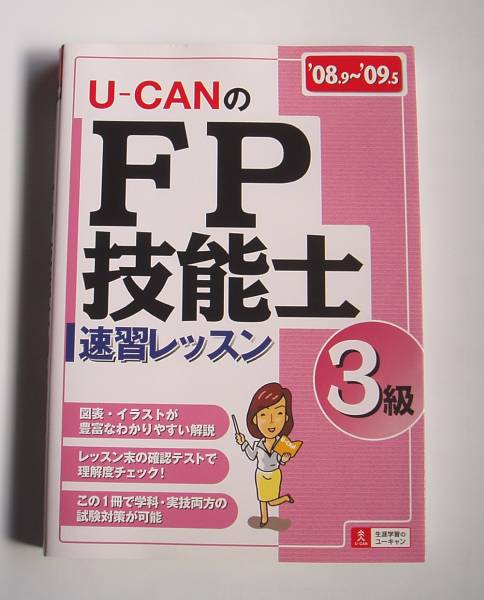 '08.9~'09.5
U-CANの
FP
技能士
速習レッスン
3級
図表・イラストが
豊富なわかりやすい解説
レッスン末の確認テストで
理解度チェック!
この1冊で学科・実技両方の
試験対策が可能
U-CAN
生涯学習の
ユーキャン